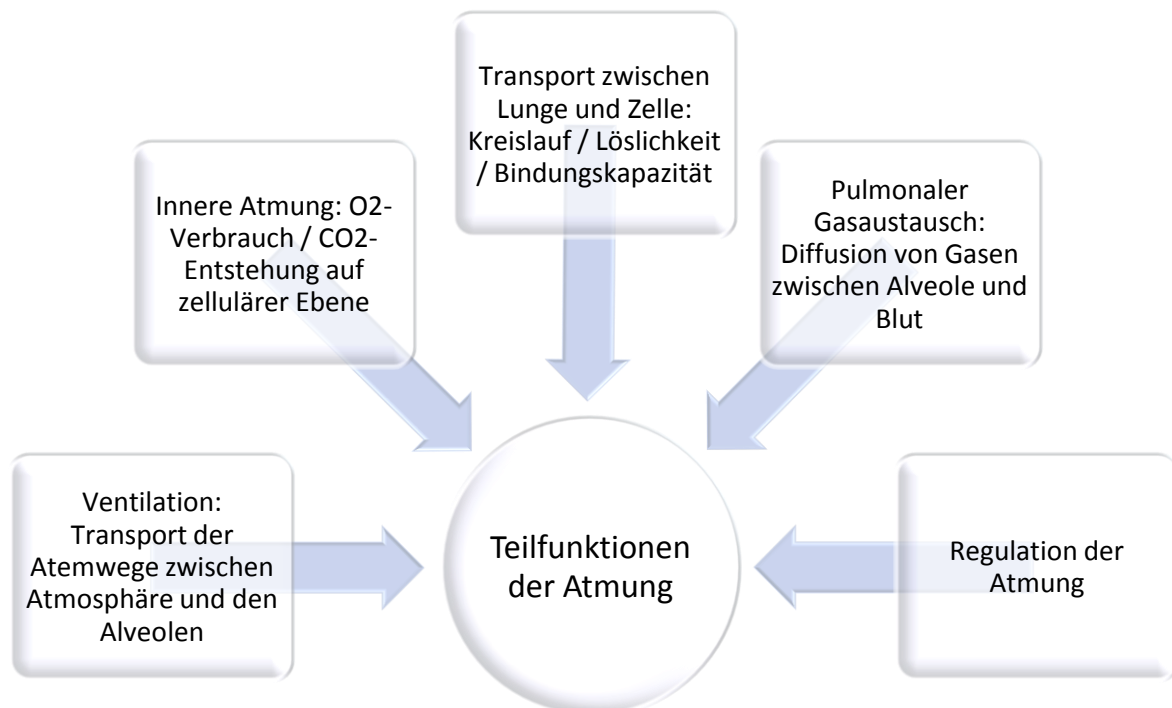 Transport zwischen
Lunge und Zelle:
Kreislauf / Löslichkeit
/ Bindungskapazität
Innere Atmung: O2-
Verbrauch / CO2-
Entstehung auf
zellulärer Ebene
Pulmonaler
Gasaustausch:
Diffusion von Gasen
zwischen Alveole und
Blut
Ventilation:
Transport der
Atemwege zwischen
Atmosphäre und den
Alveolen
Teilfunktionen
der Atmung
Regulation der
Atmung